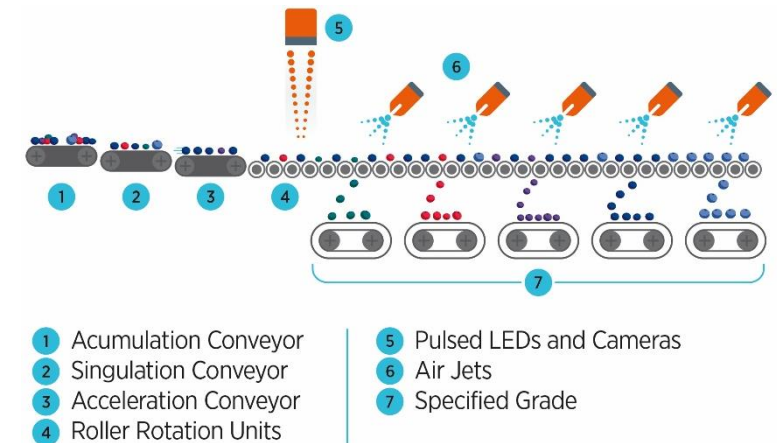 5
6
1
2
3
4
7
1 Acumulation Conveyor
2 Singulation Conveyor
3 Acceleration Conveyor
4 Roller Rotation Units
5 Pulsed LEDs and Cameras
6 Air Jets
7 Specified Grade